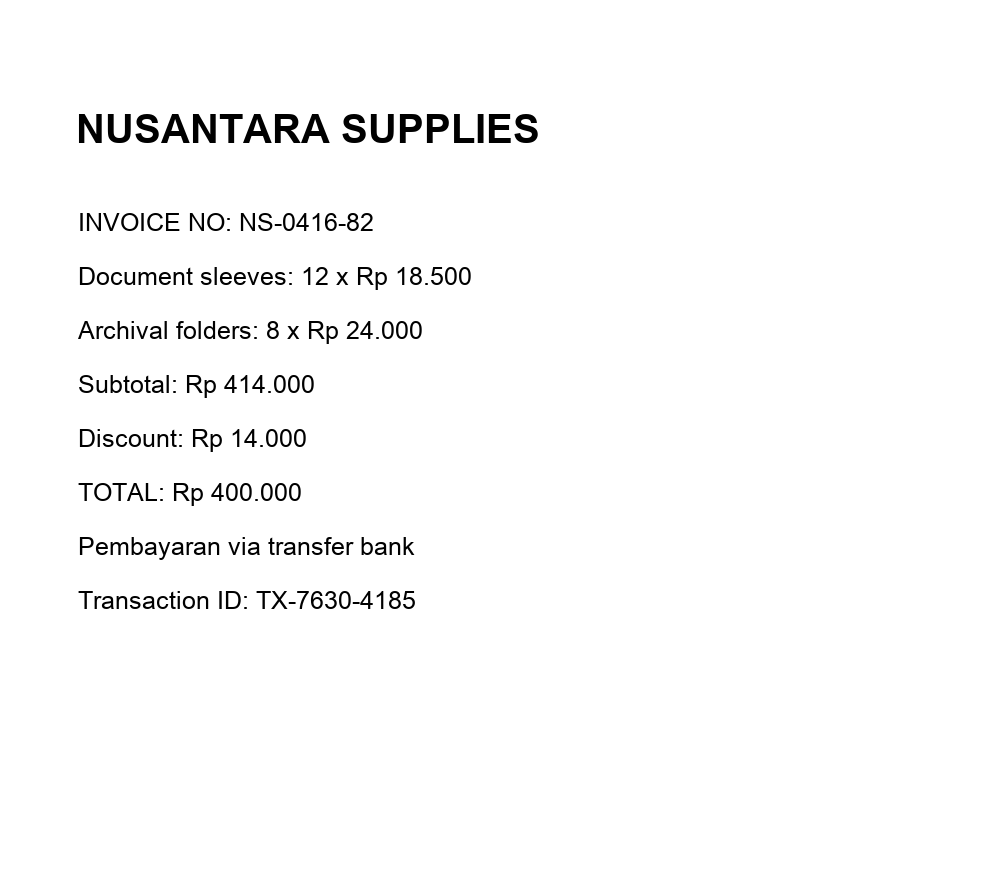 NUSANTARA SUPPLIES
INVOICE NO: NS-0416-82
Document sleeves: 12 x Rp 18.500
Archival folders: 8 x Rp 24.000
Subtotal: Rp 414.000
Discount: Rp 14.000
TOTAL: Rp 400.000
Pembayaran via transfer bank
Transaction ID: TX-7630-4185